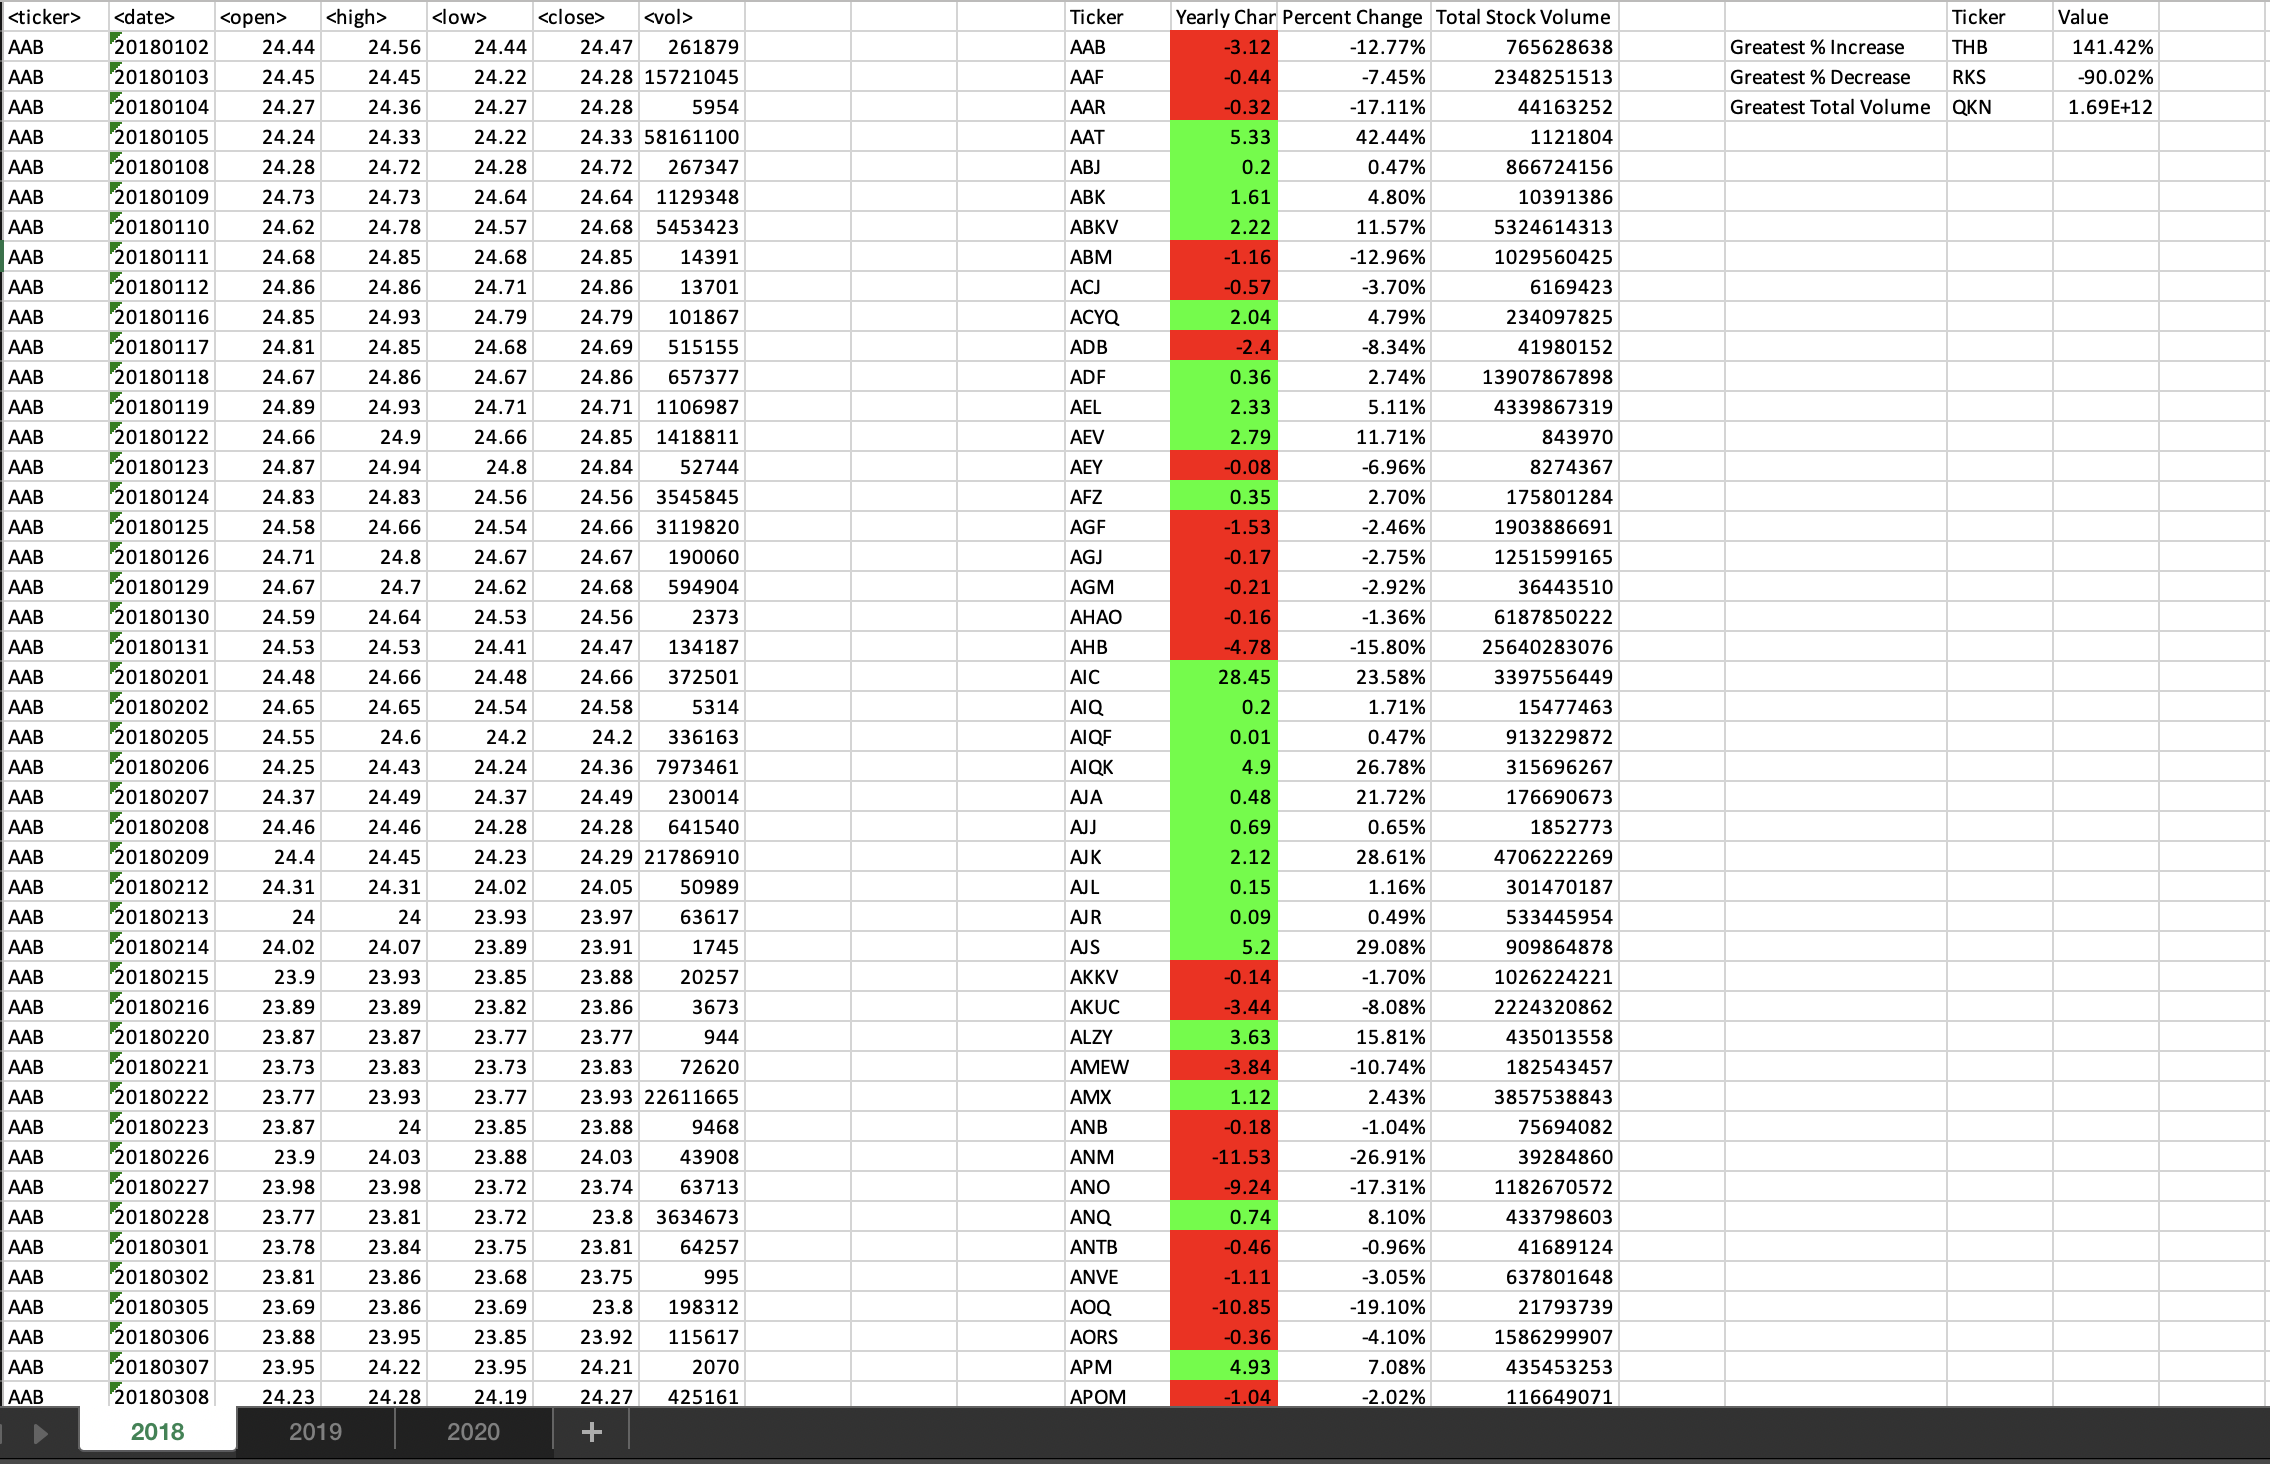 <ticker> <date> <open> <high> <low> <close> <vol> Ticker Yearly Char Percent Change Total Stock Volume Ticker Value
AAB 20180102 24.44 24.56 24.44 24.47 261879 AAB -3.12 -12.77% 765628638 Greatest % Increase THB 141.42%
AAB 20180103 24.45 24.45 24.22 24.28 15721045 AAF -0.44 -7.45% 2348251513 Greatest % Decrease RKS -90.02%
AAB 20180104 24.27 24.36 24.27 24.28 5954 AAR -0.32 -17.11% 44163252 Greatest Total Volume QKN 1.69E+12
AAB 20180105 24.24 24.33 24.22 24.33 58161100 AAT 5.33 42.44% 1121804
AAB 20180108 24.28 24.72 24.28 24.72 267347 ABJ 0.2 0.47% 866724156
AAB 20180109 24.73 24.73 24.64 24.64 1129348 ABK 1.61 4.80% 10391386
AAB 20180110 24.62 24.78 24.57 24.68 5453423 ABKV 2.22 11.57% 5324614313
AAB 20180111 24.68 24.85 24.68 24.85 14391 ABM -1.16 -12.96% 1029560425
AAB 20180112 24.86 24.86 24.71 24.86 13701 ACJ -0.57 -3.70% 6169423
AAB 20180116 24.85 24.93 24.79 24.79 101867 ACYQ 2.04 4.79% 234097825
AAB 20180117 24.81 24.85 24.68 24.69 515155 ADB -2.4 -8.34% 41980152
AAB 20180118 24.67 24.86 24.67 24.86 657377 ADF 0.36 2.74% 13907867898
AAB 20180119 24.89 24.93 24.71 24.71 1106987 AEL 2.33 5.11% 4339867319
AAB 20180122 24.66 24.9 24.66 24.85 1418811 AEV 2.79 11.71% 843970
AAB 20180123 24.87 24.94 24.8 24.84 52744 AEY -0.08 -6.96% 8274367
AAB 20180124 24.83 24.83 24.56 24.56 3545845 AFZ 0.35 2.70% 175801284
AAB 20180125 24.58 24.66 24.54 24.66 3119820 AGF -1.53 -2.46% 1903886691
AAB 20180126 24.71 24.8 24.67 24.67 190060 AGJ -0.17 -2.75% 1251599165
AAB 20180129 24.67 24.7 24.62 24.68 594904 AGM -0.21 -2.92% 36443510
AAB 20180130 24.59 24.64 24.53 24.56 2373 AHAO -0.16 -1.36% 6187850222
AAB 20180131 24.53 24.53 24.41 24.47 134187 AHB -4.78 -15.80% 25640283076
AAB 20180201 24.48 24.66 24.48 24.66 372501 AIC 28.45 23.58% 3397556449
AAB 20180202 24.65 24.65 24.54 24.58 5314 AIQ 0.2 1.71% 15477463
AAB 20180205 24.55 24.6 24.2 24.2 336163 AIQF 0.01 0.47% 913229872
AAB 20180206 24.25 24.43 24.24 24.36 7973461 AIQK 4.9 26.78% 315696267
AAB 20180207 24.37 24.49 24.37 24.49 230014 AJA 0.48 21.72% 176690673
AAB 20180208 24.46 24.46 24.28 24.28 641540 AJJ 0.69 0.65% 1852773
AAB 20180209 24.4 24.45 24.23 24.29 21786910 AJK 2.12 28.61% 4706222269
AAB 20180212 24.31 24.31 24.02 24.05 50989 AJL 0.15 1.16% 301470187
AAB 20180213 24 24 23.93 23.97 63617 AJR 0.09 0.49% 533445954
AAB 20180214 24.02 24.07 23.89 23.91 1745 AJS 5.2 29.08% 909864878
AAB 20180215 23.9 23.93 23.85 23.88 20257 AKKV -0.14 -1.70% 1026224221
AAB 20180216 23.89 23.89 23.82 23.86 3673 AKUC -3.44 -8.08% 2224320862
AAB 20180220 23.87 23.87 23.77 23.77 944 ALZY 3.63 15.81% 435013558
AAB 20180221 23.73 23.83 23.73 23.83 72620 AMEW -3.84 -10.74% 182543457
AAB 20180222 23.77 23.93 23.77 23.93 22611665 AMX 1.12 2.43% 3857538843
AAB 20180223 23.87 24 23.85 23.88 9468 ANB -0.18 -1.04% 75694082
AAB 20180226 23.9 24.03 23.88 24.03 43908 ANM -11.53 -26.91% 39284860
AAB 20180227 23.98 23.98 23.72 23.74 63713 ANO -9.24 -17.31% 1182670572
AAB 20180228 23.77 23.81 23.72 23.8 3634673 ANQ 0.74 8.10% 433798603
AAB 20180301 23.78 23.84 23.75 23.81 64257 ANTB -0.46 -0.96% 41689124
AAB 20180302 23.81 23.86 23.68 23.75 995 ANVE -1.11 -3.05% 637801648
AAB 20180305 23.69 23.86 23.69 23.8 198312 AOQ -10.85 -19.10% 21793739
AAB 20180306 23.88 23.95 23.85 23.92 115617 AORS -0.36 -4.10% 1586299907
AAB 20180307 23.95 24.22 23.95 24.21 2070 APM 4.93 7.08% 435453253
AAB 20180308 24.23 24.28 24.19 24.27 425161 APOM -1.04 -2.02% 116649071
2018 2019 2020 +